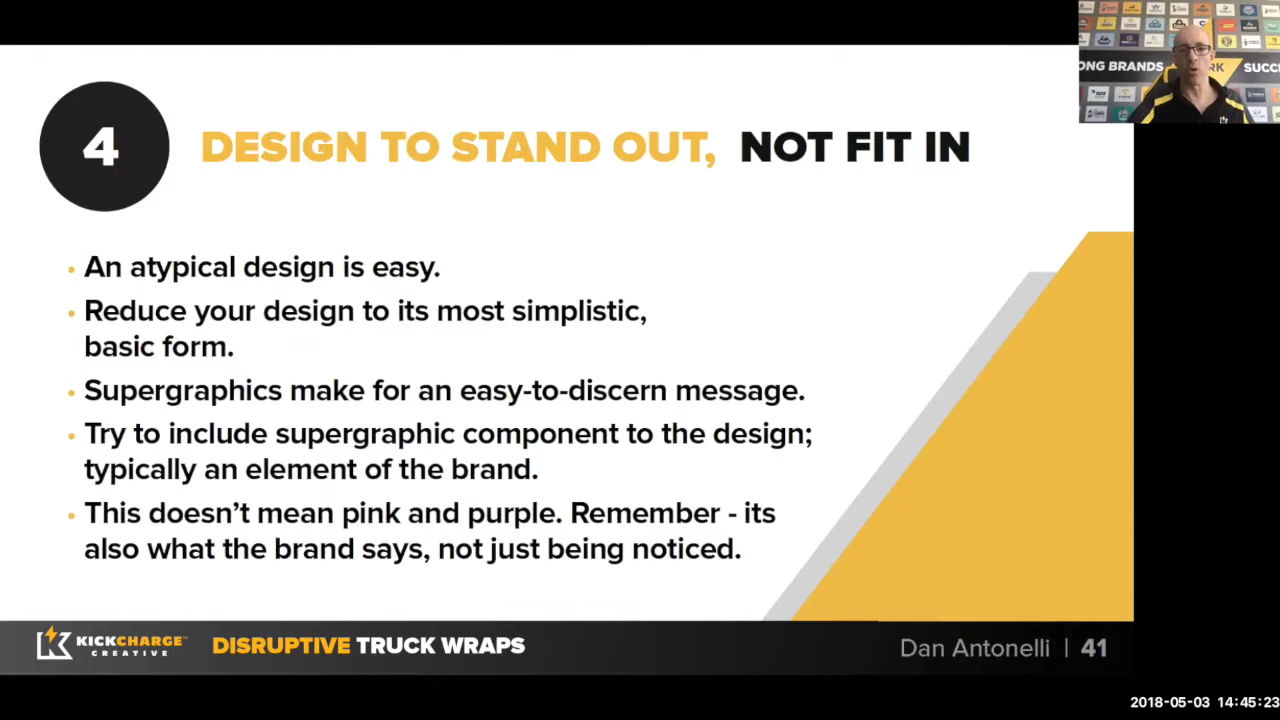 4
DESIGN TO STAND OUT, NOT FIT IN
• An atypical design is easy.
• Reduce your design to its most simplistic,
basic form.
• Supergraphics make for an easy-to-discern message.
• Try to include supergraphic component to the design;
typically an element of the brand.
• This doesn’t mean pink and purple. Remember - its
also what the brand says, not just being noticed.
KICKCHARGE™
CREATIVE
DISRUPTIVE TRUCK WRAPS
Dan Antonelli | 41
ONG BRANDS RK SUCC
2018-05-03 14:45:23